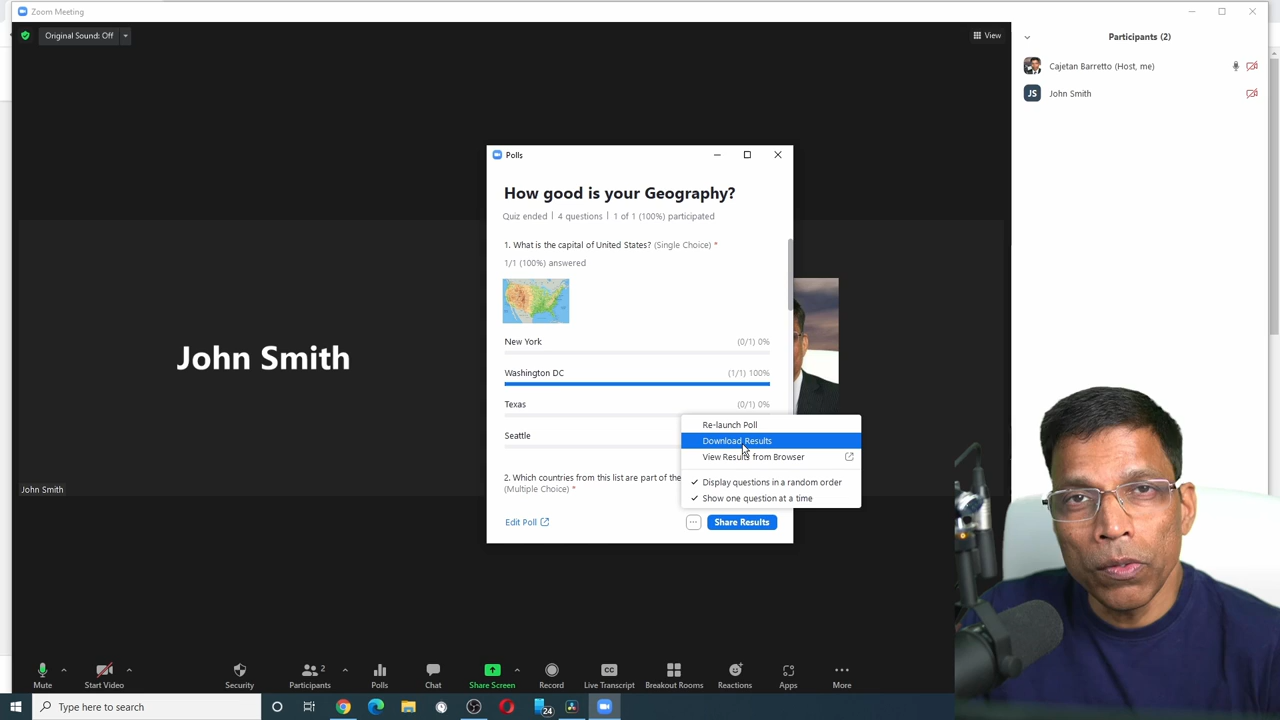 Zoom Meeting
Original Sound: Off
View
Participants (2)
Cajetan Barretto (Host, me)
JS John Smith
Polls
How good is your Geography?
Quiz ended | 4 questions | 1 of 1 (100%) participated
1. What is the capital of United States? (Single Choice) *
1/1 (100%) answered
New York (0/1) 0%
Washington DC (1/1) 100%
Texas (0/1) 0%
Seattle
2. Which countries from this list are part of the
(Multiple Choice) *
Edit Poll
... Share Results
Re-launch Poll
Download Results
View Results from Browser
Display questions in a random order
Show one question at a time
John Smith
John Smith
Mute
Start Video
Security
2
Participants
Polls
Chat
Share Screen
Record
CC
Live Transcript
Breakout Rooms
Reactions
Apps
More
Type here to search
24